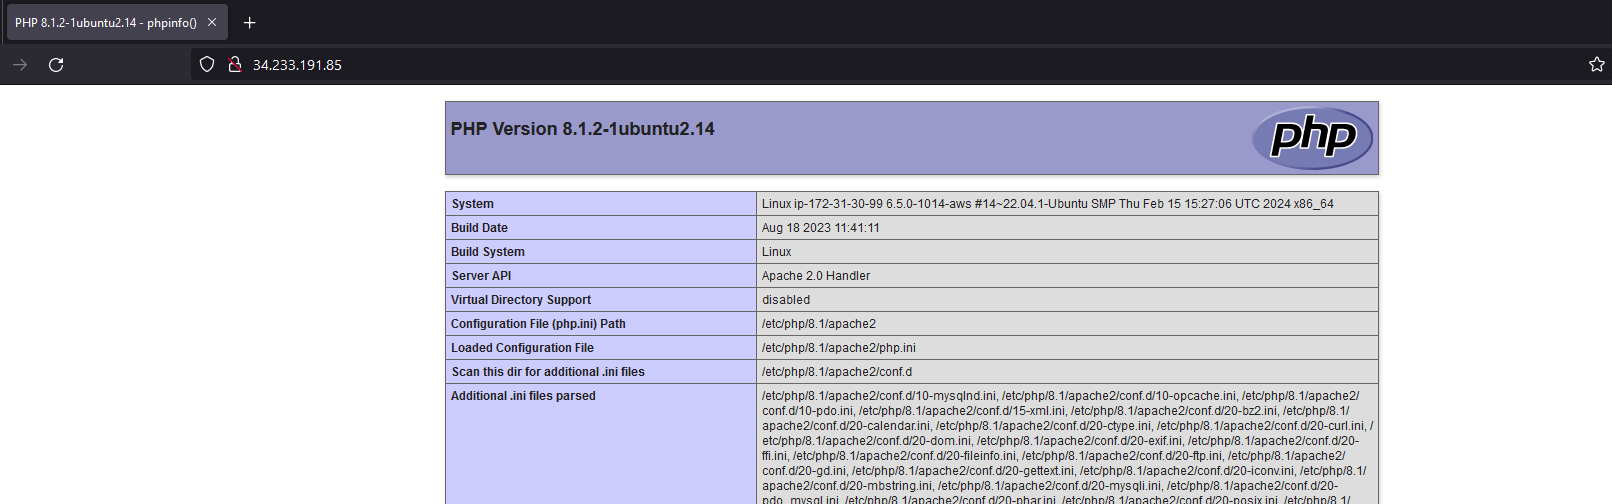 PHP 8.1.2-1ubuntu2.14 - phpinfo()
34.233.191.85
PHP Version 8.1.2-1ubuntu2.14
php
System Linux ip-172-31-30-99 6.5.0-1014-aws #14~22.04.1-Ubuntu SMP Thu Feb 15 15:27:06 UTC 2024 x86_64
Build Date Aug 18 2023 11:41:11
Build System Linux
Server API Apache 2.0 Handler
Virtual Directory Support disabled
Configuration File (php.ini) Path /etc/php/8.1/apache2
Loaded Configuration File /etc/php/8.1/apache2/php.ini
Scan this dir for additional .ini files /etc/php/8.1/apache2/conf.d
Additional .ini files parsed /etc/php/8.1/apache2/conf.d/10-mysqlnd.ini, /etc/php/8.1/apache2/conf.d/10-opcache.ini, /etc/php/8.1/apache2/
conf.d/10-pdo.ini, /etc/php/8.1/apache2/conf.d/15-xml.ini, /etc/php/8.1/apache2/conf.d/20-bz2.ini, /etc/php/8.1/
apache2/conf.d/20-calendar.ini, /etc/php/8.1/apache2/conf.d/20-ctype.ini, /etc/php/8.1/apache2/conf.d/20-curl.ini, /
etc/php/8.1/apache2/conf.d/20-dom.ini, /etc/php/8.1/apache2/conf.d/20-exif.ini, /etc/php/8.1/apache2/conf.d/20-
ffi.ini, /etc/php/8.1/apache2/conf.d/20-fileinfo.ini, /etc/php/8.1/apache2/conf.d/20-ftp.ini, /etc/php/8.1/apache2/
conf.d/20-gd.ini, /etc/php/8.1/apache2/conf.d/20-gettext.ini, /etc/php/8.1/apache2/conf.d/20-iconv.ini, /etc/php/8.1/
apache2/conf.d/20-mbstring.ini, /etc/php/8.1/apache2/conf.d/20-mysqli.ini, /etc/php/8.1/apache2/conf.d/20-
pdo_mysql.ini, /etc/php/8.1/apache2/conf.d/20-phar.ini, /etc/php/8.1/apache2/conf.d/20-posix.ini, /etc/php/8.1/